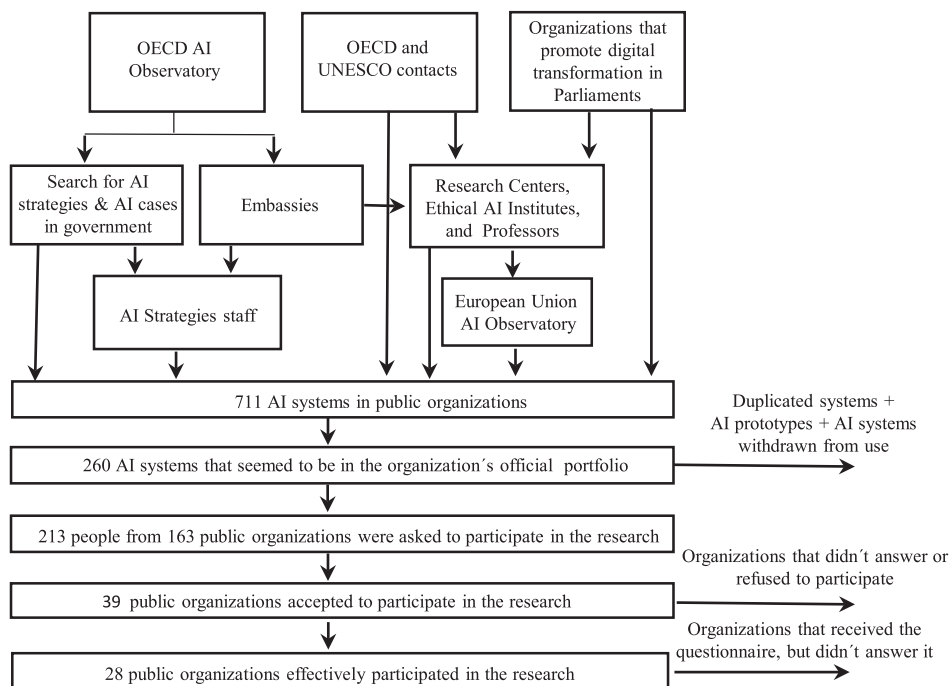 OECD AI
Observatory
OECD and
UNESCO contacts
Organizations that
promote digital
transformation in
Parliaments
Search for AI
strategies & AI cases
in government
Embassies
Research Centers,
Ethical AI Institutes,
and Professors
AI Strategies staff
European Union
AI Observatory
711 AI systems in public organizations
Duplicated systems +
AI prototypes + AI systems
withdrawn from use
260 AI systems that seemed to be in the organization´s official portfolio
213 people from 163 public organizations were asked to participate in the research
Organizations that didn´t answer or
refused to participate
39 public organizations accepted to participate in the research
Organizations that received the
questionnaire, but didn´t answer it
28 public organizations effectively participated in the research